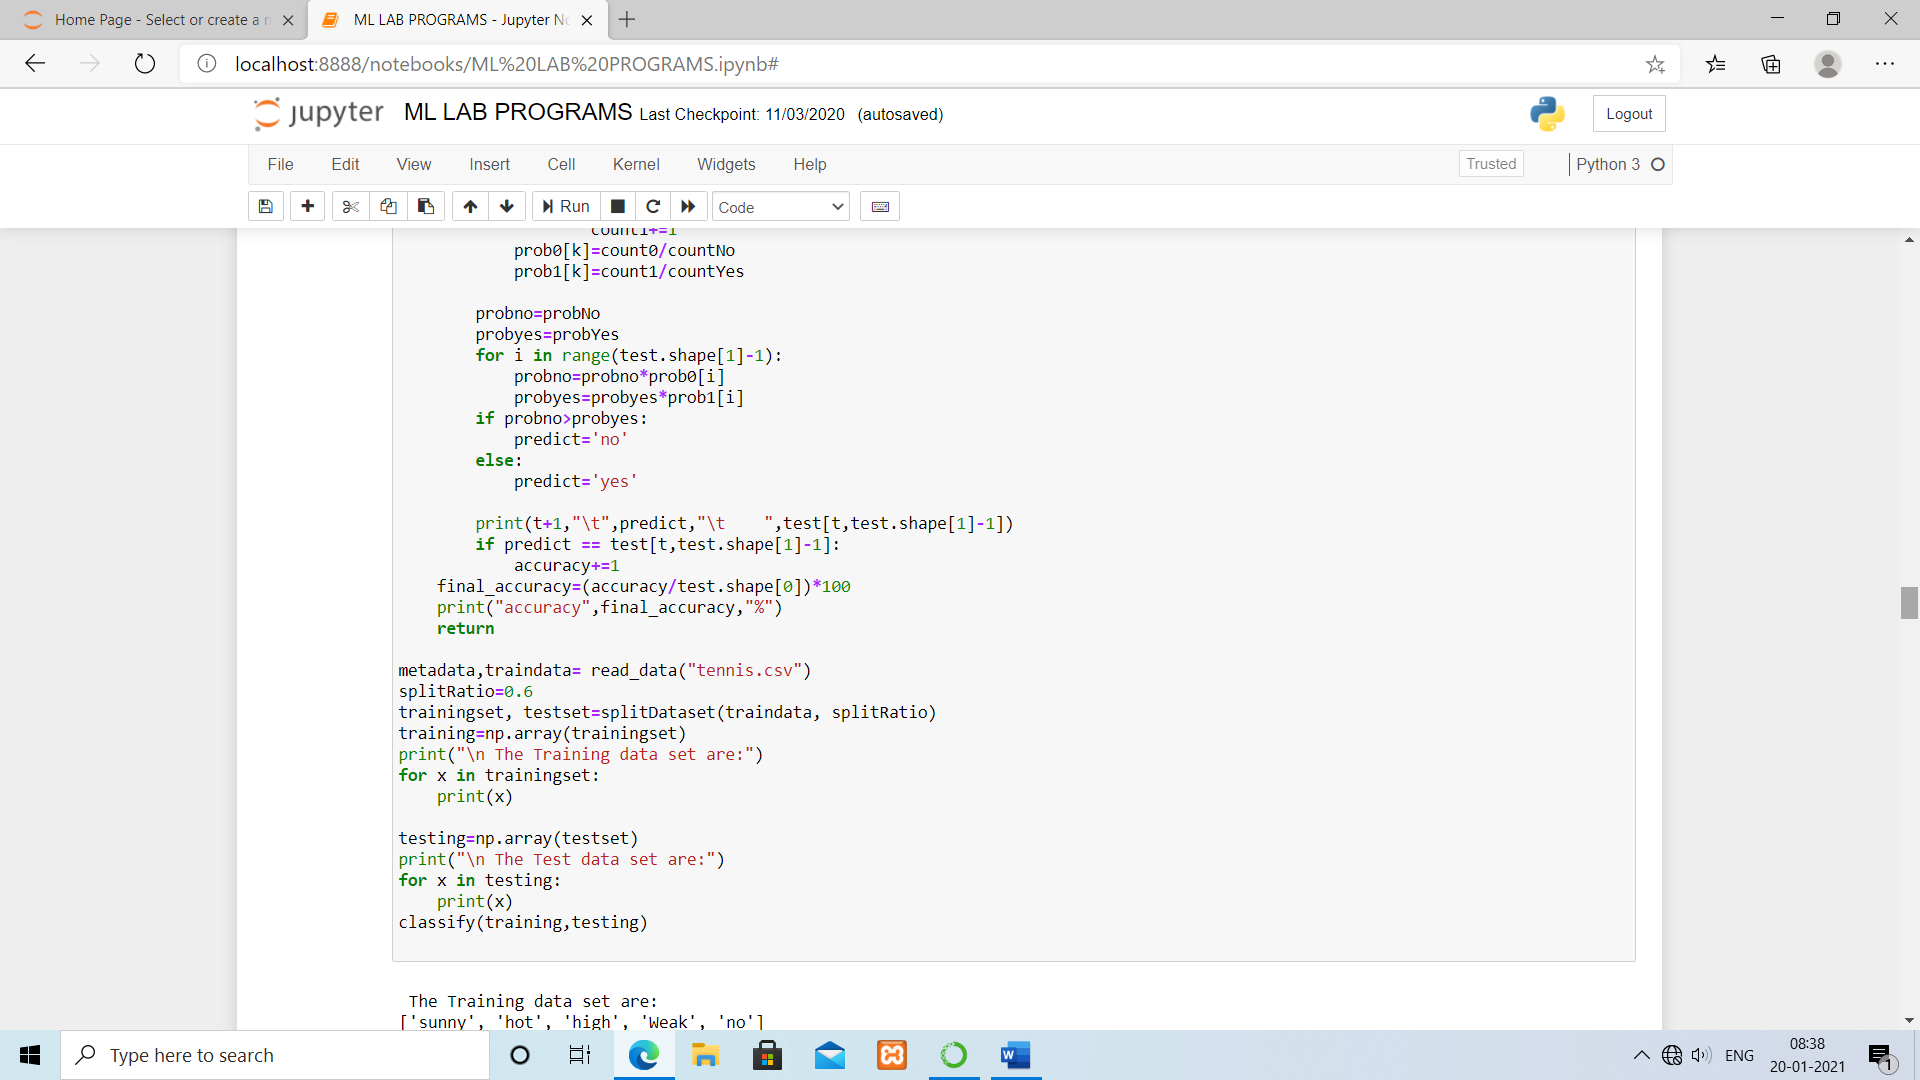 Home Page - Select or create a n
ML LAB PROGRAMS - Jupyter No
localhost:8888/notebooks/ML%20LAB%20PROGRAMS.ipynb#
jupyter ML LAB PROGRAMS Last Checkpoint: 11/03/2020 (autosaved)
Logout
File Edit View Insert Cell Kernel Widgets Help
Trusted Python 3
Run Code
count1+=1
prob0[k]=count0/countNo
prob1[k]=count1/countYes
probno=probNo
probyes=probYes
for i in range(test.shape[1]-1):
probno=probno*prob0[i]
probyes=probyes*prob1[i]
if probno>probyes:
predict='no'
else:
predict='yes'
print(t+1,"\t",predict,"\t    ",test[t,test.shape[1]-1])
if predict == test[t,test.shape[1]-1]:
accuracy+=1
final_accuracy=(accuracy/test.shape[0])*100
print("accuracy",final_accuracy,"%")
return
metadata,traindata= read_data("tennis.csv")
splitRatio=0.6
trainingset, testset=splitDataset(traindata, splitRatio)
training=np.array(trainingset)
print("\n The Training data set are:")
for x in trainingset:
print(x)
testing=np.array(testset)
print("\n The Test data set are:")
for x in testing:
print(x)
classify(training,testing)
The Training data set are:
['sunny', 'hot', 'high', 'Weak', 'no']
Type here to search
ENG
08:38
20-01-2021
1